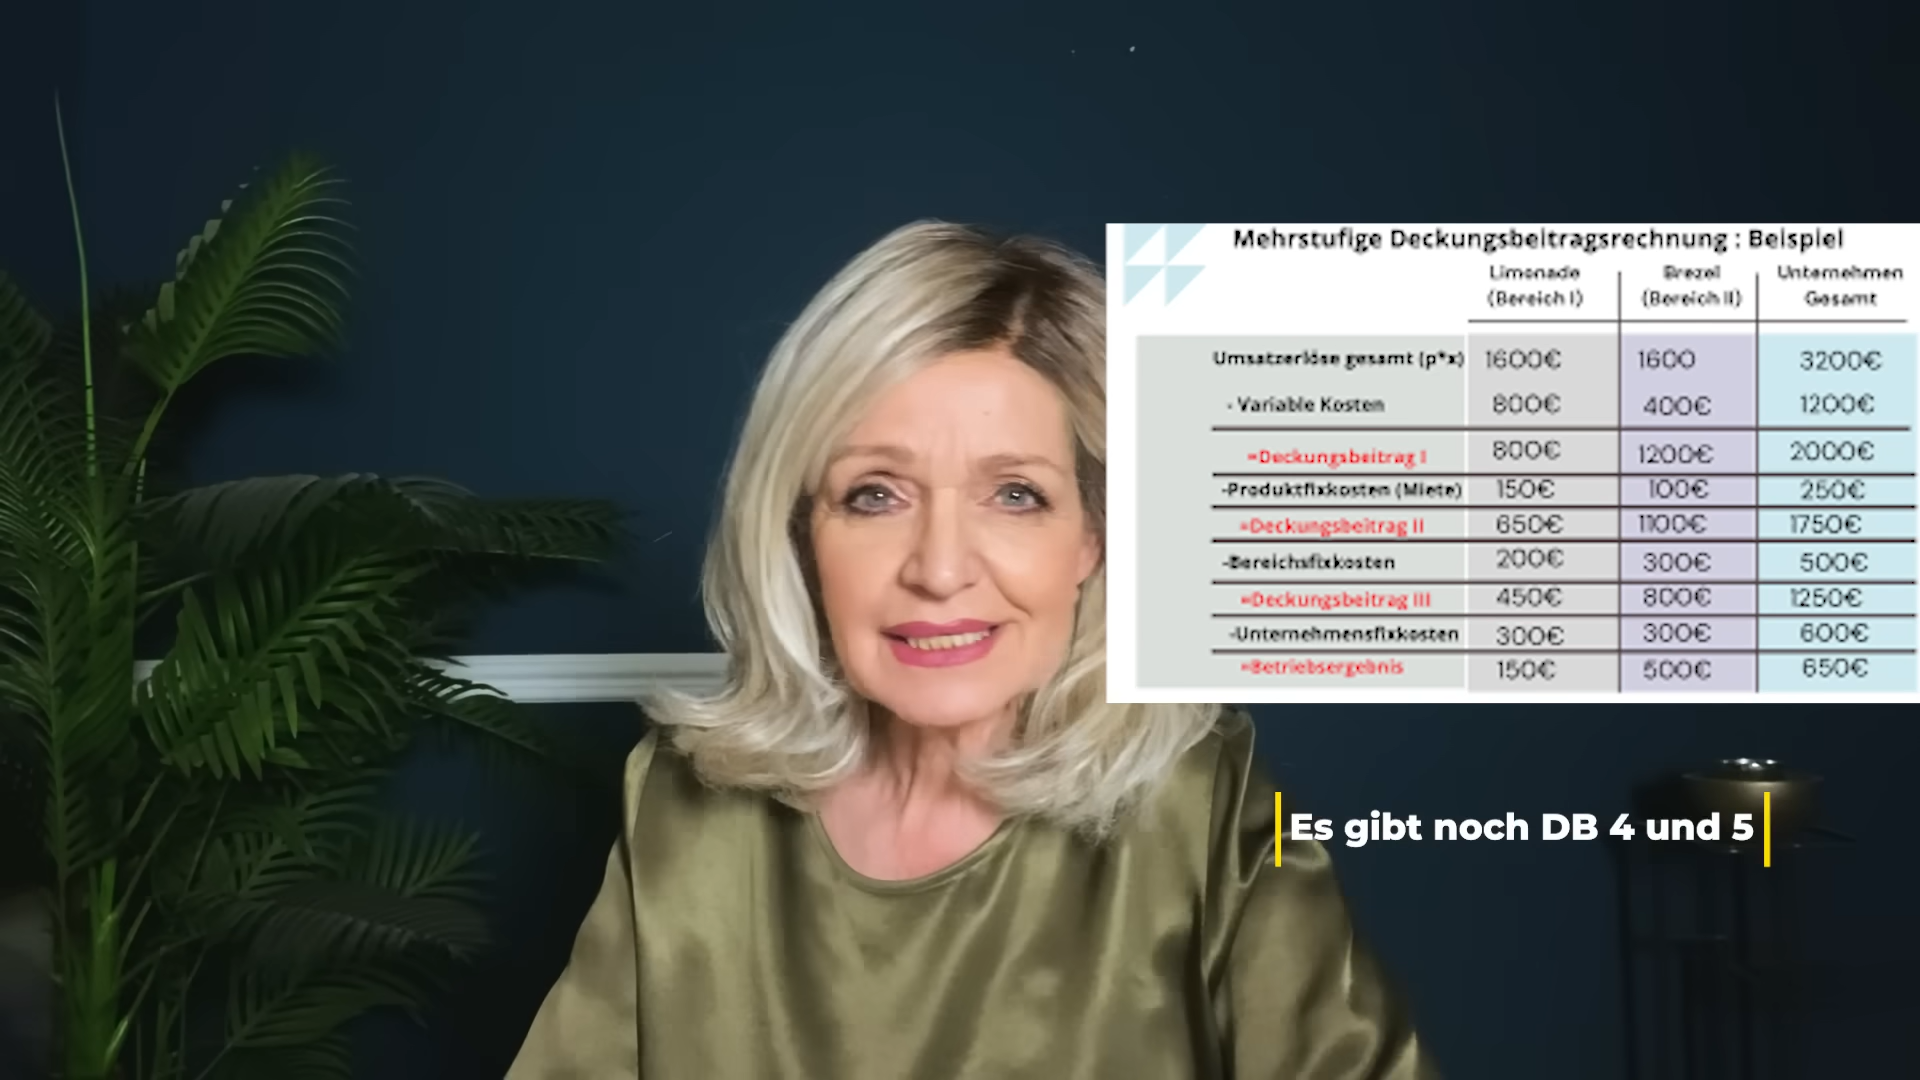 Mehrstufige Deckungsbeitragsrechnung : Beispiel
Limonade (Bereich I) Brezel (Bereich II) Unternehmen Gesamt
Umsatzerlöse gesamt (p*x) 1600€ 1600 3200€
- Variable Kosten 800€ 400€ 1200€
=Deckungsbeitrag I 800€ 1200€ 2000€
-Produktfixkosten (Miete) 150€ 100€ 250€
=Deckungsbeitrag II 650€ 1100€ 1750€
-Bereichsfixkosten 200€ 300€ 500€
=Deckungsbeitrag III 450€ 800€ 1250€
-Unternehmensfixkosten 300€ 300€ 600€
=Betriebsergebnis 150€ 500€ 650€
Es gibt noch DB 4 und 5